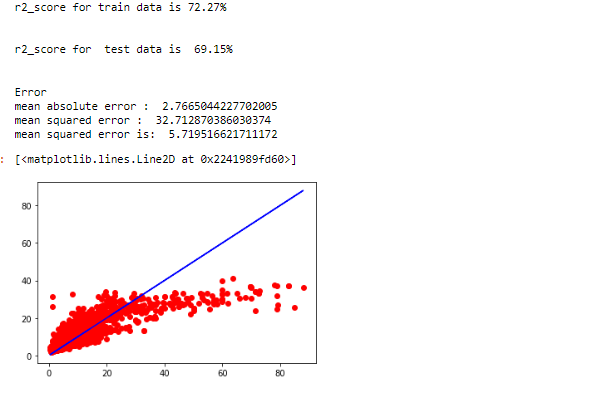 r2_score for train data is 72.27%
r2_score for  test data is  69.15%
Error
mean absolute error :  2.7665044227702005
mean squared error :  32.712870386030374
mean squared error is:  5.719516621711172
: [<matplotlib.lines.Line2D at 0x2241989fd60>]
80
60
40
20
0
0 20 40 60 80